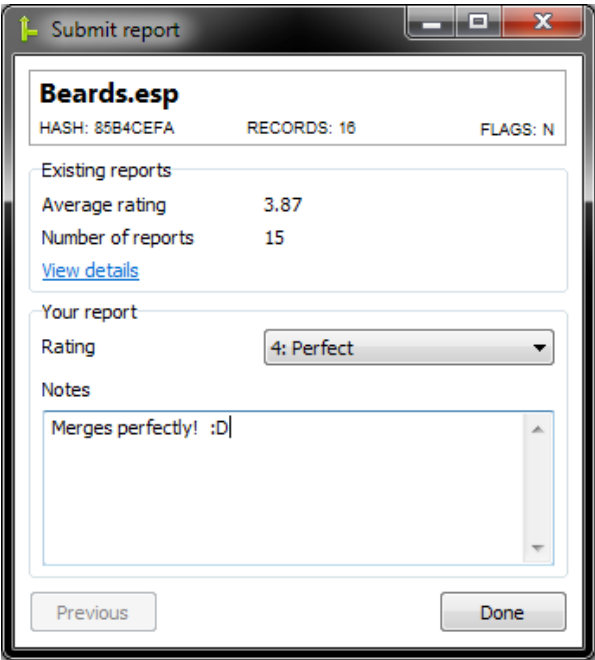 Submit report
Beards.esp
HASH: 85B4CEFA RECORDS: 16 FLAGS: N
Existing reports
Average rating 3.87
Number of reports 15
View details
Your report
Rating 4: Perfect
Notes
Merges perfectly!  :D
Previous Done